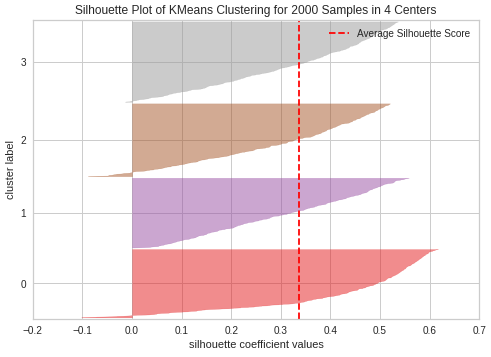 Silhouette Plot of KMeans Clustering for 2000 Samples in 4 Centers
Average Silhouette Score
3
2
1
0
cluster label
−0.2 −0.1 0.0 0.1 0.2 0.3 0.4 0.5 0.6 0.7
silhouette coefficient values